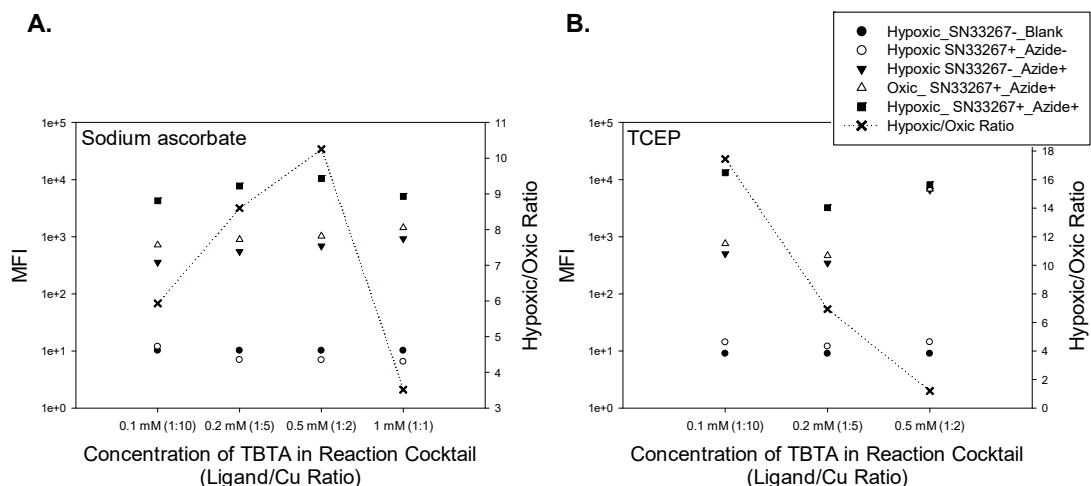 A.
B.
Hypoxic_SN33267-_Blank
Hypoxic SN33267+_Azide-
Hypoxic SN33267-_Azide+
Oxic_ SN33267+_Azide+
Hypoxic_ SN33267+_Azide+
Hypoxic/Oxic Ratio
Sodium ascorbate
1e+5
1e+4
1e+3
1e+2
1e+1
1e+0
MFI
11
10
9
8
7
6
5
4
3
Hypoxic/Oxic Ratio
0.1 mM (1:10)
0.2 mM (1:5)
0.5 mM (1:2)
1 mM (1:1)
Concentration of TBTA in Reaction Cocktail
(Ligand/Cu Ratio)
TCEP
1e+5
1e+4
1e+3
1e+2
1e+1
1e+0
MFI
18
16
14
12
10
8
6
4
2
0
Hypoxic/Oxic Ratio
0.1 mM (1:10)
0.2 mM (1:5)
0.5 mM (1:2)
Concentration of TBTA in Reaction Cocktail
(Ligand/Cu Ratio)